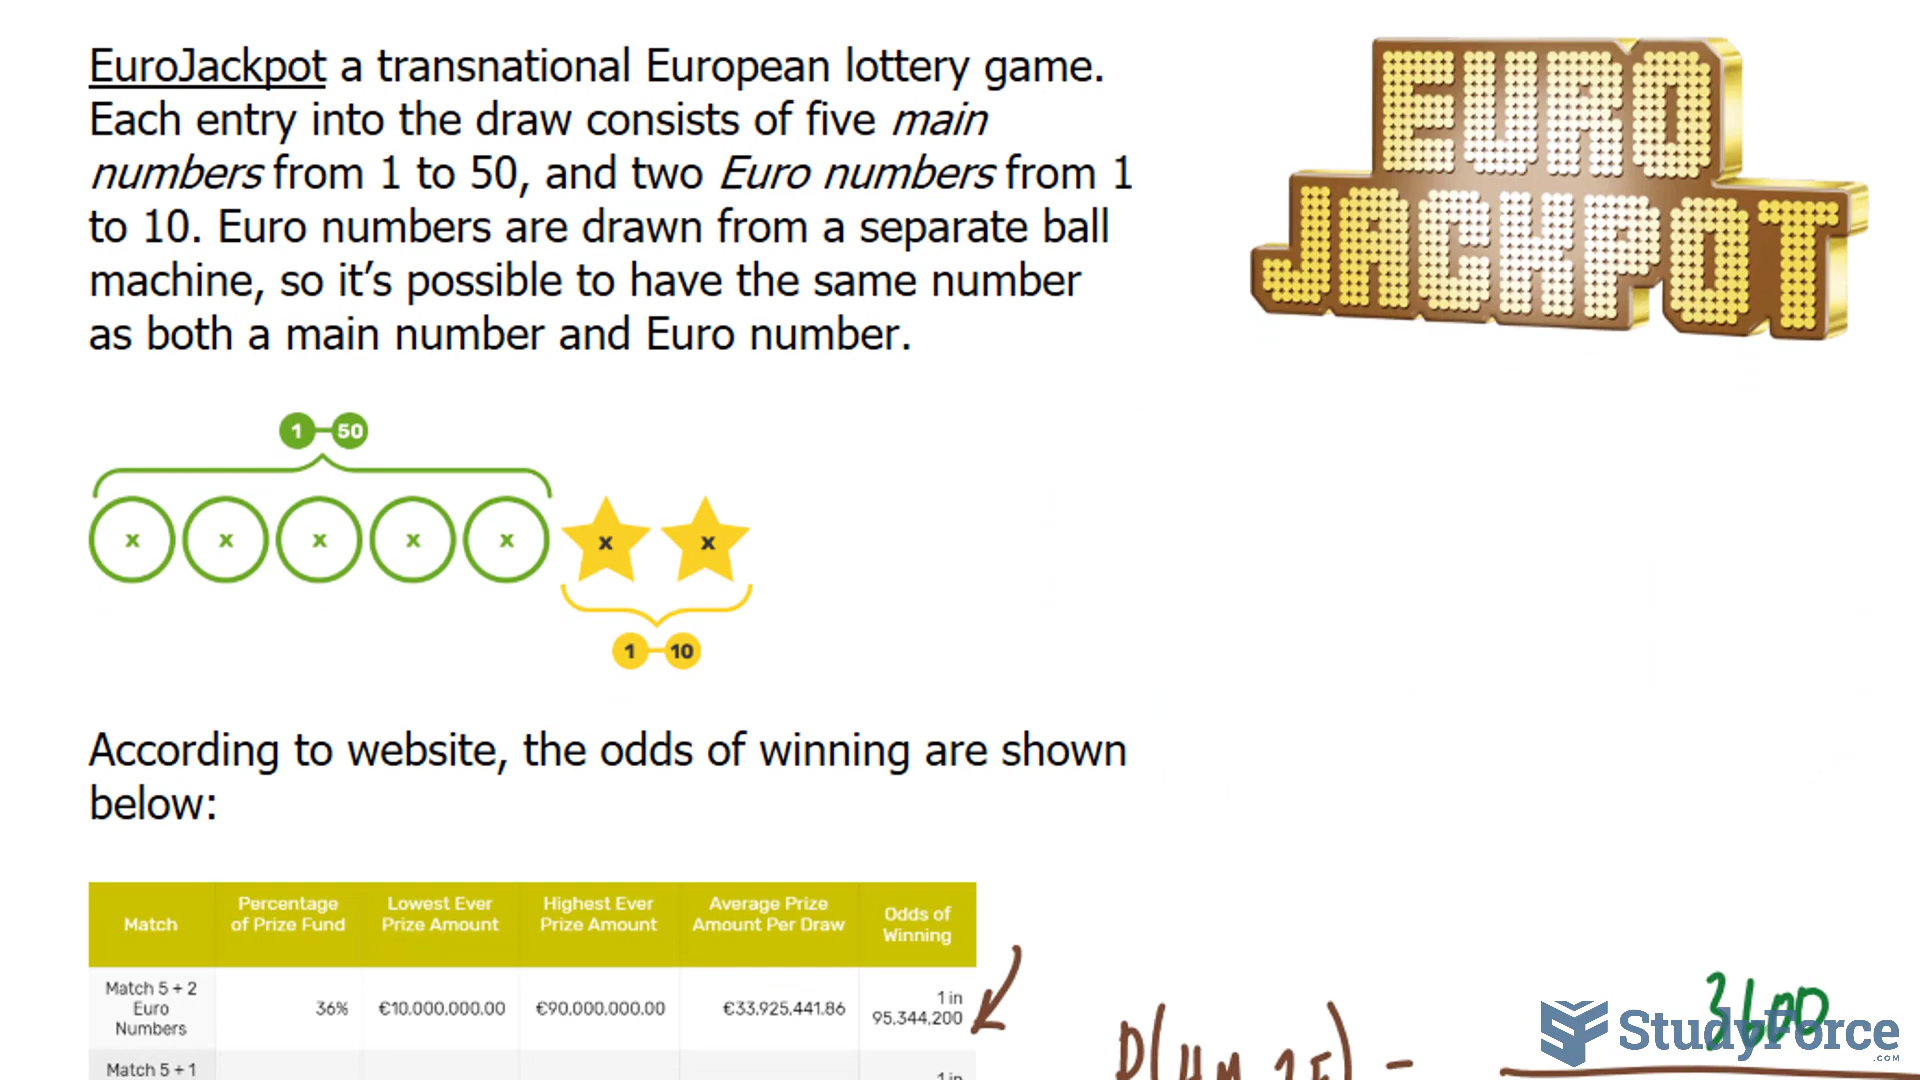 EuroJackpot a transnational European lottery game.
Each entry into the draw consists of five main
numbers from 1 to 50, and two Euro numbers from 1
to 10. Euro numbers are drawn from a separate ball
machine, so it’s possible to have the same number
as both a main number and Euro number.
EURO
JACKPOT
1 50
x x x x x x x
1 10
According to website, the odds of winning are shown
below:
Match Percentage of Prize Fund Lowest Ever Prize Amount Highest Ever Prize Amount Average Prize Amount Per Draw Odds of Winning
Match 5 + 2 Euro Numbers 36% €10.000.000.00 €90.000.000.00 €33,925,441.86 1 in 95,344,200
Match 5 + 1
1 in
3600
P(4M, 2E) =
StudyForce
.COM